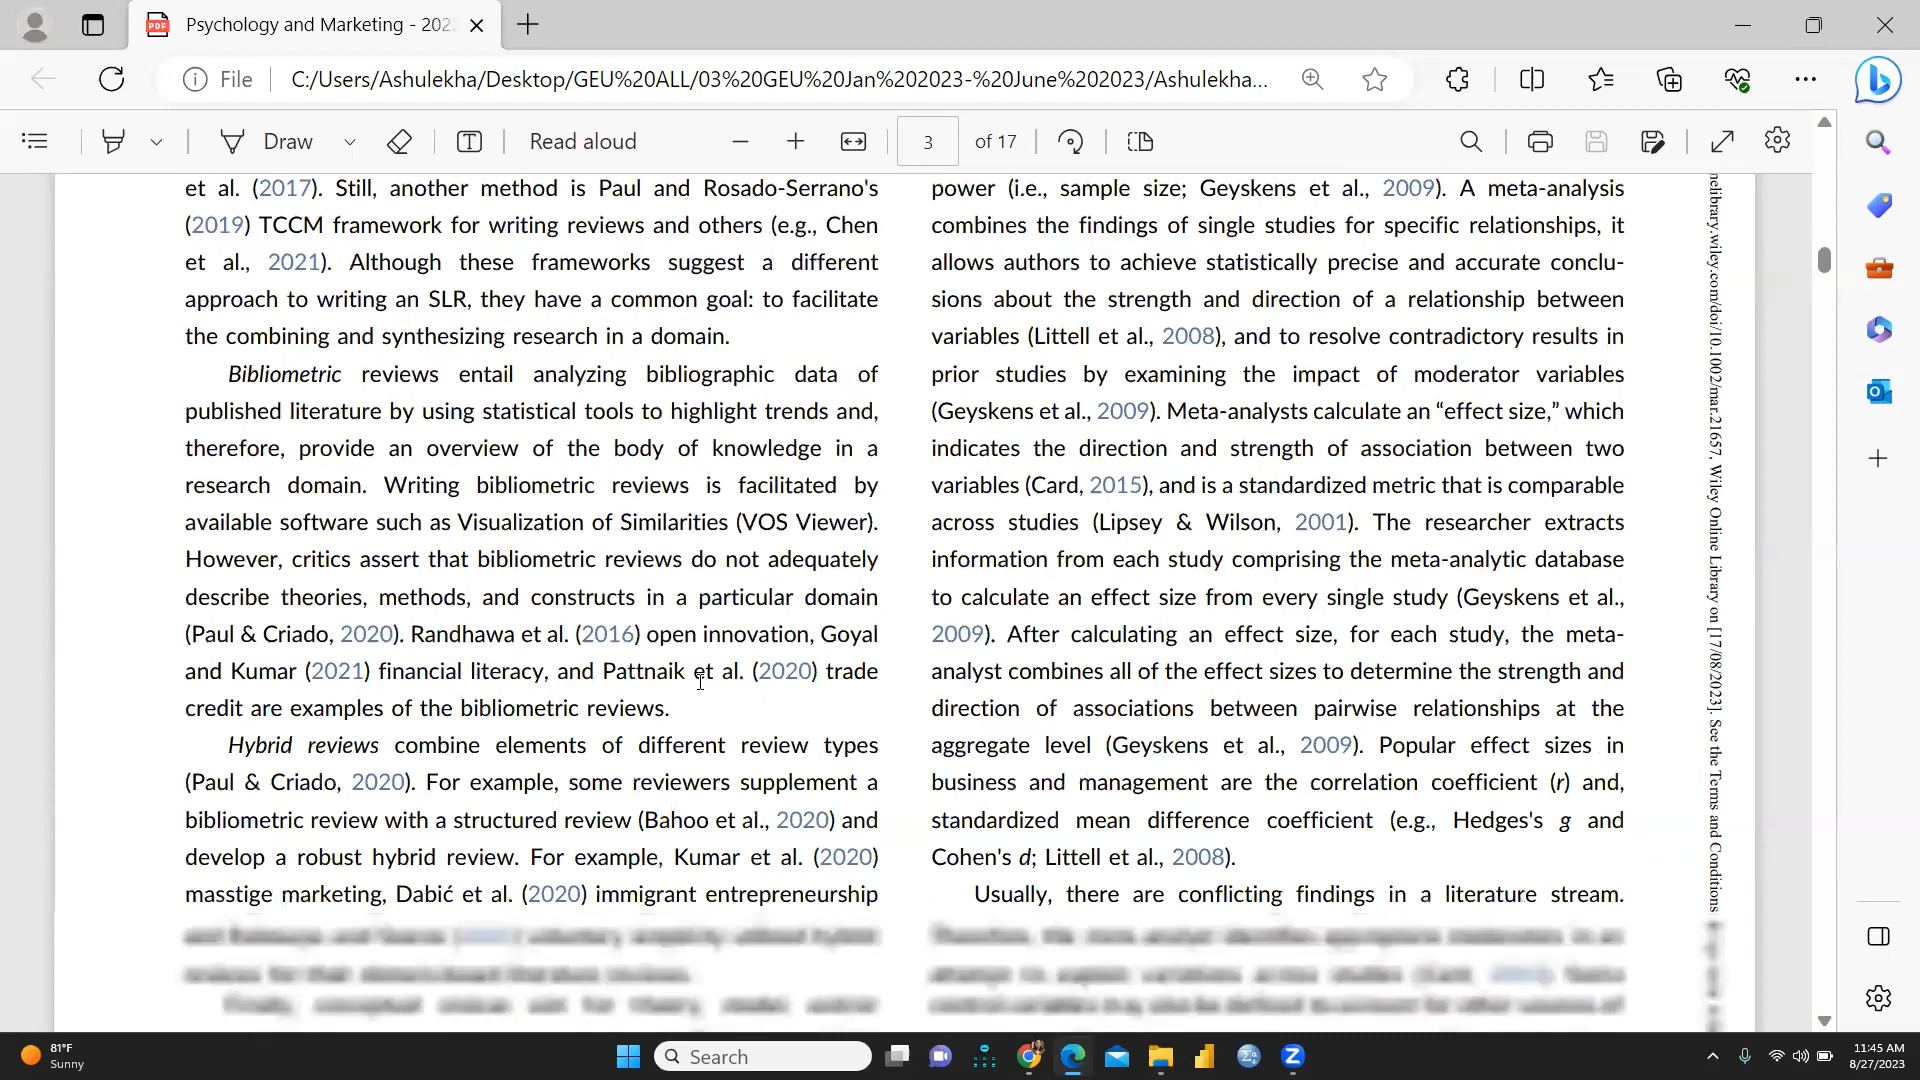 Psychology and Marketing - 202
File
C:/Users/Ashulekha/Desktop/GEU%20ALL/03%20GEU%20Jan%202023-%20June%202023/Ashulekha...
Draw
Read aloud
3 of 17
et al. (2017). Still, another method is Paul and Rosado-Serrano's
(2019) TCCM framework for writing reviews and others (e.g., Chen
et al., 2021). Although these frameworks suggest a different
approach to writing an SLR, they have a common goal: to facilitate
the combining and synthesizing research in a domain.
Bibliometric reviews entail analyzing bibliographic data of
published literature by using statistical tools to highlight trends and,
therefore, provide an overview of the body of knowledge in a
research domain. Writing bibliometric reviews is facilitated by
available software such as Visualization of Similarities (VOS Viewer).
However, critics assert that bibliometric reviews do not adequately
describe theories, methods, and constructs in a particular domain
(Paul & Criado, 2020). Randhawa et al. (2016) open innovation, Goyal
and Kumar (2021) financial literacy, and Pattnaik et al. (2020) trade
credit are examples of the bibliometric reviews.
Hybrid reviews combine elements of different review types
(Paul & Criado, 2020). For example, some reviewers supplement a
bibliometric review with a structured review (Bahoo et al., 2020) and
develop a robust hybrid review. For example, Kumar et al. (2020)
masstige marketing, Dabić et al. (2020) immigrant entrepreneurship
power (i.e., sample size; Geyskens et al., 2009). A meta-analysis
combines the findings of single studies for specific relationships, it
allows authors to achieve statistically precise and accurate conclu-
sions about the strength and direction of a relationship between
variables (Littell et al., 2008), and to resolve contradictory results in
prior studies by examining the impact of moderator variables
(Geyskens et al., 2009). Meta-analysts calculate an “effect size,” which
indicates the direction and strength of association between two
variables (Card, 2015), and is a standardized metric that is comparable
across studies (Lipsey & Wilson, 2001). The researcher extracts
information from each study comprising the meta-analytic database
to calculate an effect size from every single study (Geyskens et al.,
2009). After calculating an effect size, for each study, the meta-
analyst combines all of the effect sizes to determine the strength and
direction of associations between pairwise relationships at the
aggregate level (Geyskens et al., 2009). Popular effect sizes in
business and management are the correlation coefficient (r) and,
standardized mean difference coefficient (e.g., Hedges's g and
Cohen's d; Littell et al., 2008).
Usually, there are conflicting findings in a literature stream.
nelibrary.wiley.com/doi/10.1002/mar.21657, Wiley Online Library on [17/08/2023]. See the Terms and Conditions
81°F
Sunny
Search
11:45 AM
8/27/2023